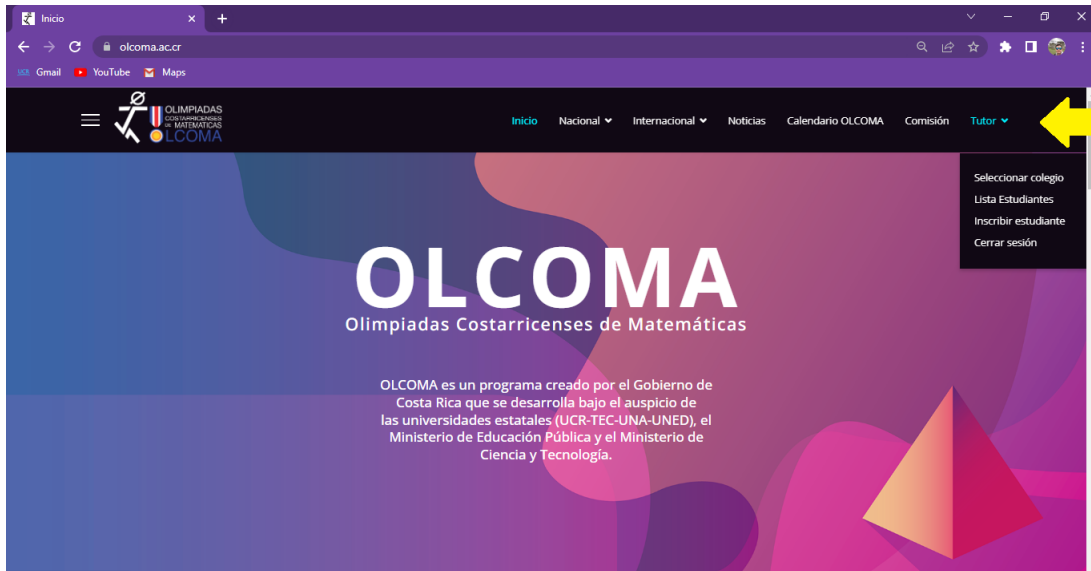 Inicio
olcoma.ac.cr
Gmail YouTube Maps
OLIMPIADAS
COSTARRICENSES
DE MATEMÁTICAS
OLCOMA
Inicio Nacional Internacional Noticias Calendario OLCOMA Comisión Tutor
Seleccionar colegio
Lista Estudiantes
Inscribir estudiante
Cerrar sesión
OLCOMA
Olimpiadas Costarricenses de Matemáticas
OLCOMA es un programa creado por el Gobierno de
Costa Rica que se desarrolla bajo el auspicio de
las universidades estatales (UCR-TEC-UNA-UNED), el
Ministerio de Educación Pública y el Ministerio de
Ciencia y Tecnología.